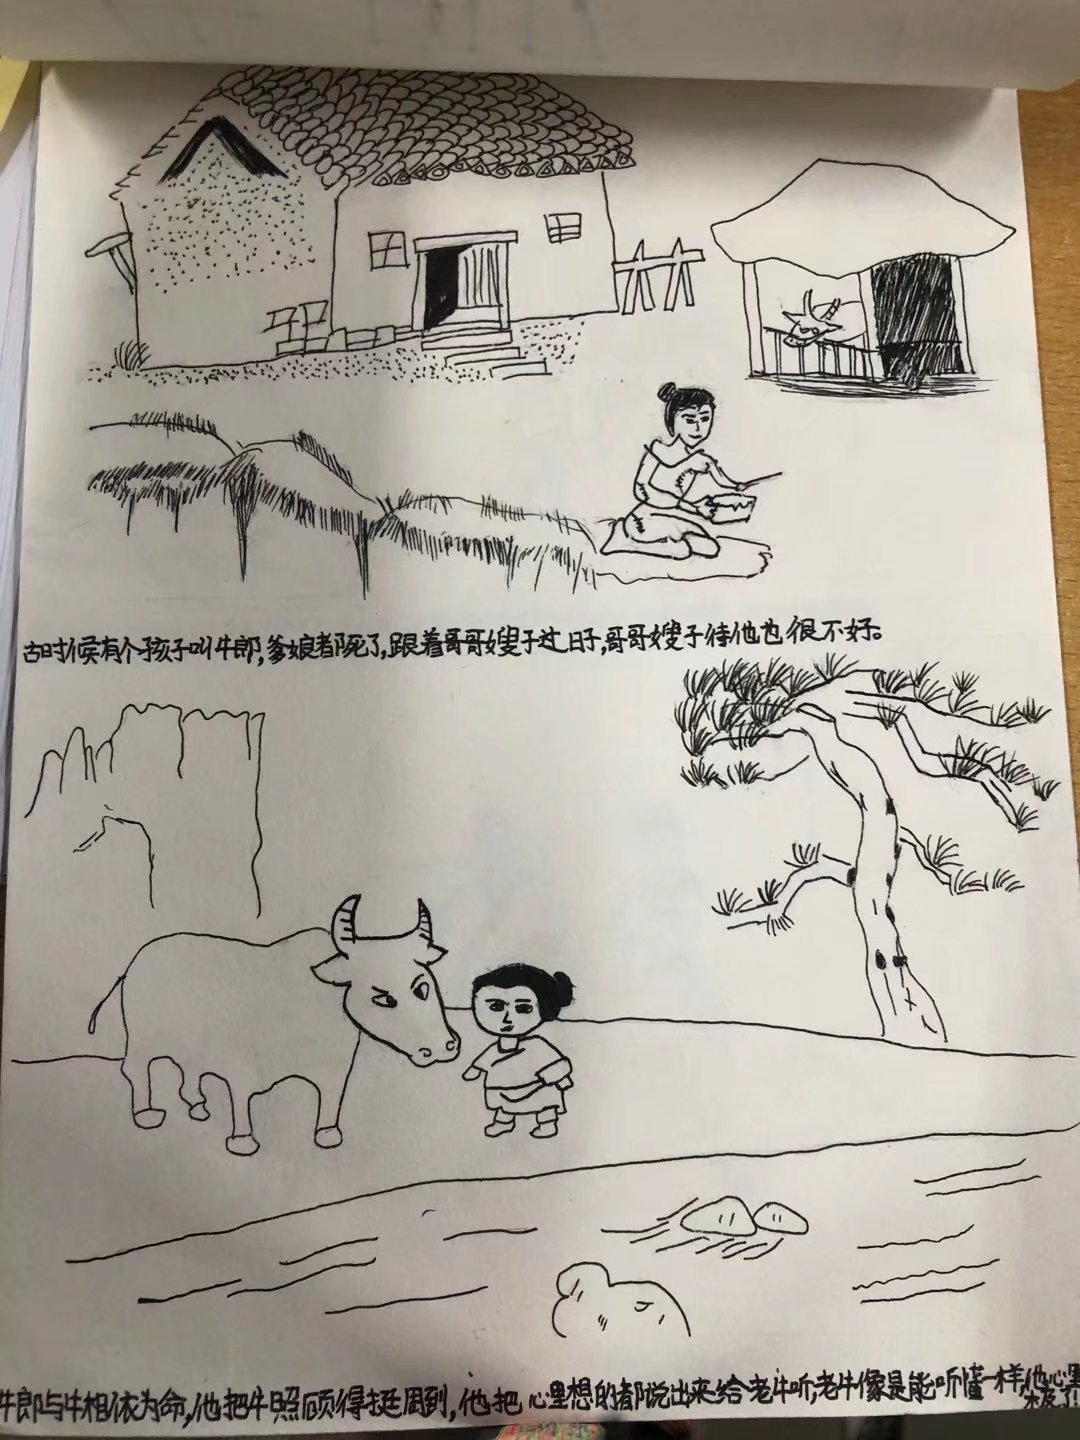 古时候有个孩子叫牛郎,爹娘都死了,跟着哥哥嫂子过日子,哥哥嫂子待他也很不好。
牛郎与牛相依为命,他把牛照顾得挺周到,他把心里想的都说出来给老牛听,老牛像是能听懂一样,他心里